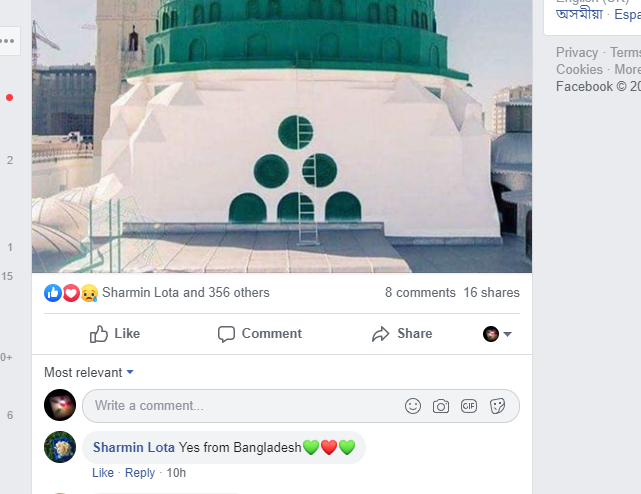 English (UK)
অসমীয়া · Espa
Privacy · Terms
Cookies · More
Facebook © 20
2
1
15
0+
6
Sharmin Lota and 356 others 8 comments 16 shares
Like Comment Share
Most relevant
Write a comment... GIF
Sharmin Lota Yes from Bangladesh💚❤️💚
Like · Reply · 10h